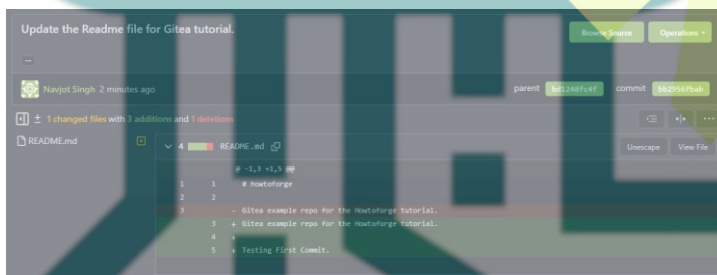 Update the Readme file for Gitea tutorial.
Browse Source
Operations
...
Navjot Singh 2 minutes ago
parent bd1248fc4f commit bb2956fbab
1 changed files with 3 additions and 1 deletions
README.md
4 README.md
Unescape
View File
@ -1,3 +1,5 @@
1 1 # howtoforge
2 2
3 - Gitea example repo for the Howtoforge tutorial.
3 + Gitea example repo for the Howtoforge tutorial.
4 +
5 + Testing First Commit.